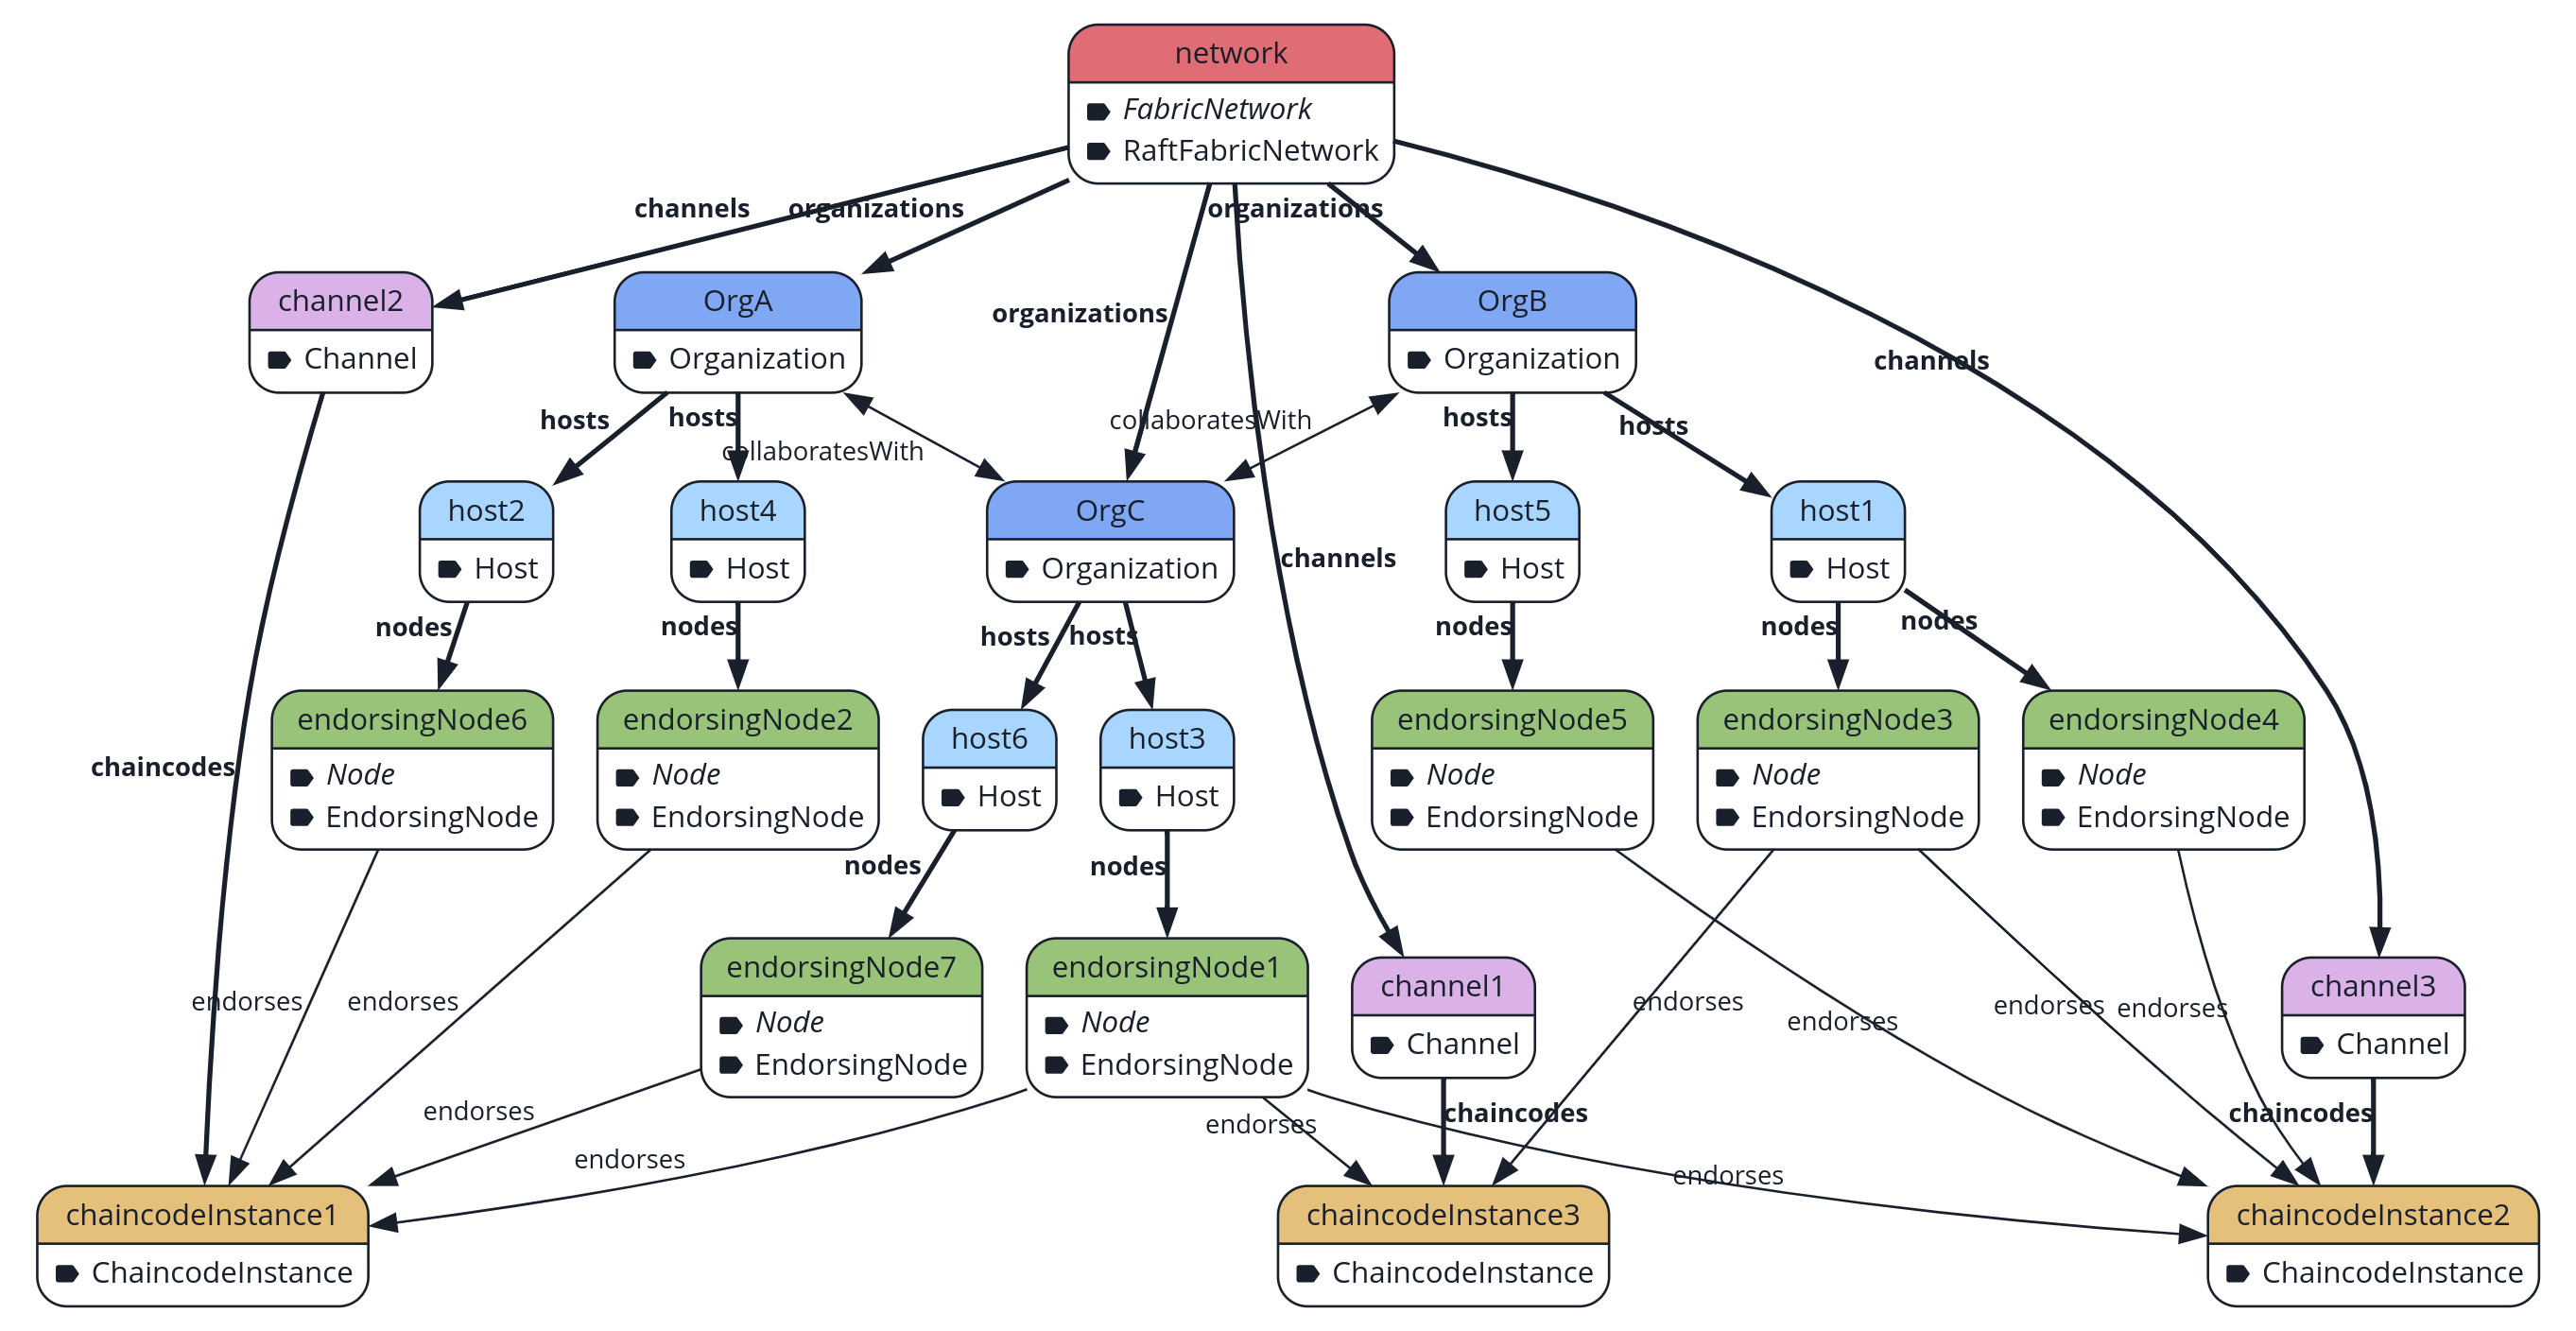 network
FabricNetwork
RaftFabricNetwork
channels
organizations
organizations
channel2
Channel
OrgA
Organization
organizations
OrgB
Organization
channels
hosts
hosts
collaboratesWith
collaboratesWith
hosts
hosts
host2
Host
host4
Host
OrgC
Organization
channels
host5
Host
host1
Host
nodes
nodes
hosts
hosts
nodes
nodes
nodes
chaincodes
endorsingNode6
Node
EndorsingNode
endorsingNode2
Node
EndorsingNode
host6
Host
host3
Host
endorsingNode5
Node
EndorsingNode
endorsingNode3
Node
EndorsingNode
endorsingNode4
Node
EndorsingNode
nodes
nodes
endorses
endorses
endorsingNode7
Node
EndorsingNode
endorsingNode1
Node
EndorsingNode
channel1
Channel
endorses
endorses
endorses
endorses
channel3
Channel
endorses
endorses
endorses
chaincodes
endorses
chaincodes
chaincodeInstance1
ChaincodeInstance
chaincodeInstance3
ChaincodeInstance
chaincodeInstance2
ChaincodeInstance